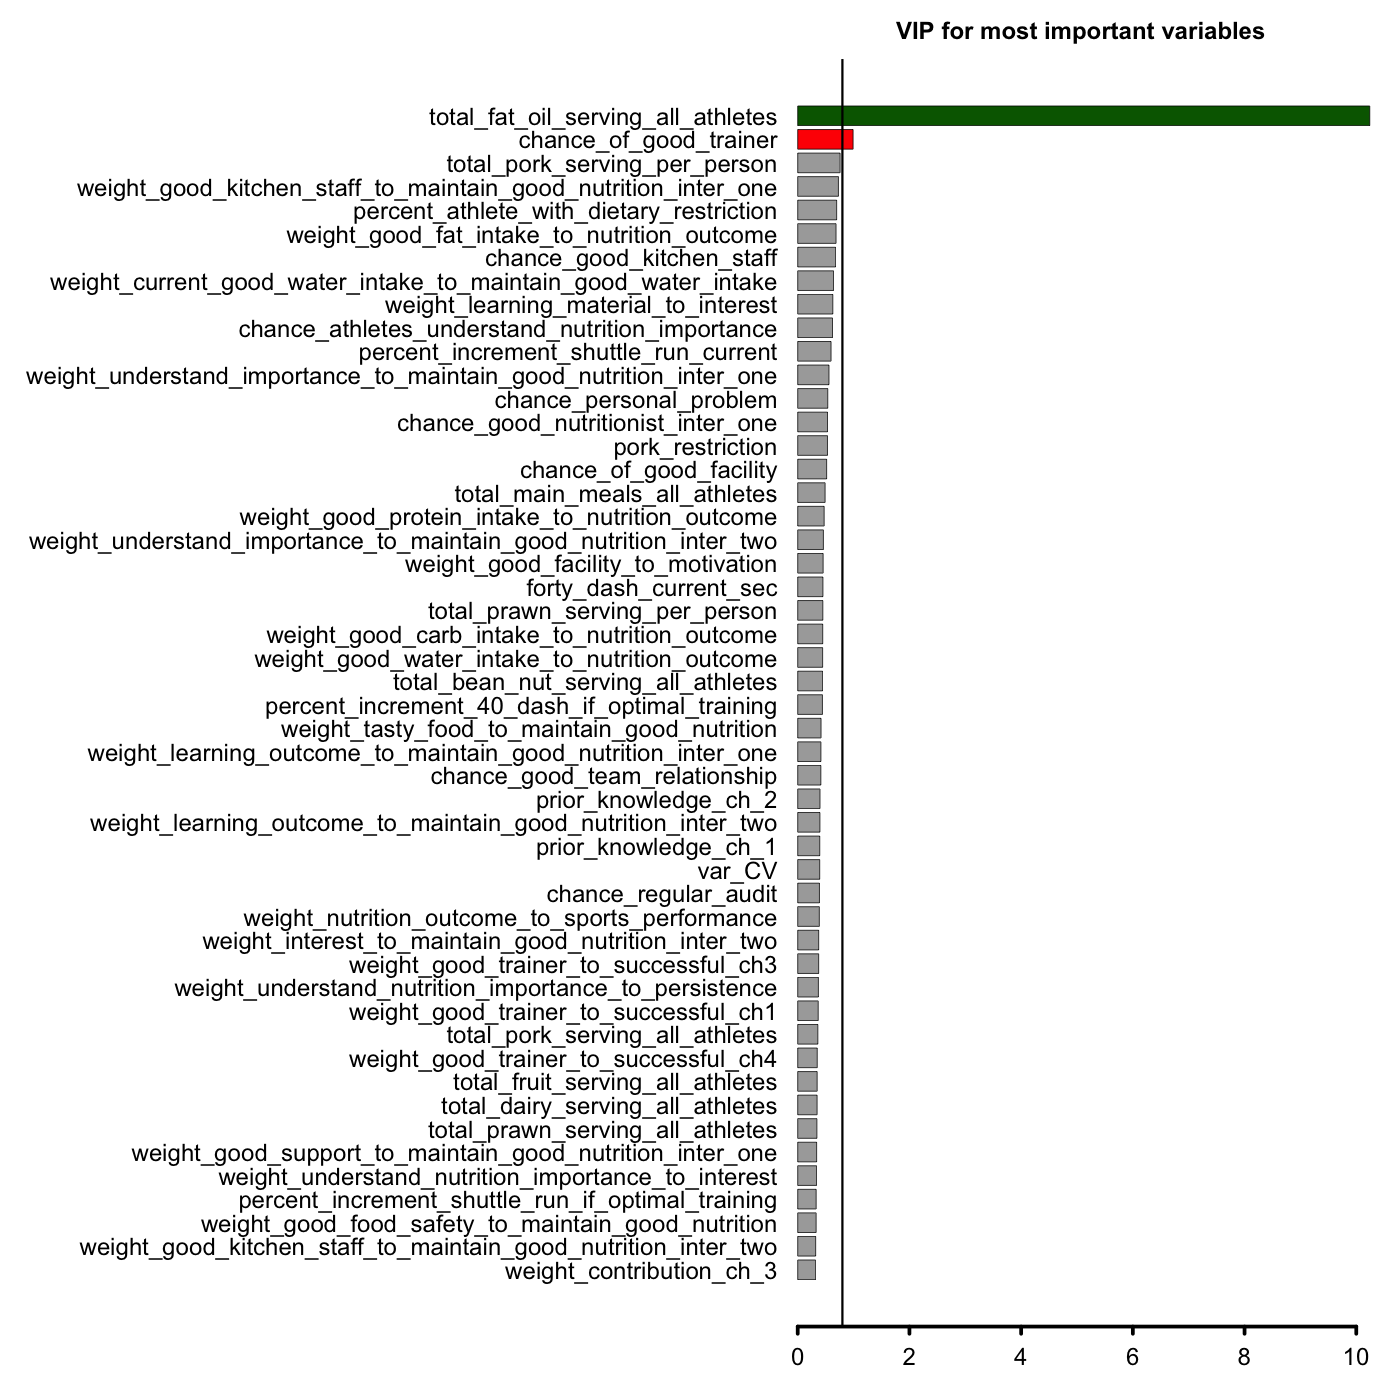 VIP for most important variables
total_fat_oil_serving_all_athletes
chance_of_good_trainer
total_pork_serving_per_person
weight_good_kitchen_staff_to_maintain_good_nutrition_inter_one
percent_athlete_with_dietary_restriction
weight_good_fat_intake_to_nutrition_outcome
chance_good_kitchen_staff
weight_current_good_water_intake_to_maintain_good_water_intake
weight_learning_material_to_interest
chance_athletes_understand_nutrition_importance
percent_increment_shuttle_run_current
weight_understand_importance_to_maintain_good_nutrition_inter_one
chance_personal_problem
chance_good_nutritionist_inter_one
pork_restriction
chance_of_good_facility
total_main_meals_all_athletes
weight_good_protein_intake_to_nutrition_outcome
weight_understand_importance_to_maintain_good_nutrition_inter_two
weight_good_facility_to_motivation
forty_dash_current_sec
total_prawn_serving_per_person
weight_good_carb_intake_to_nutrition_outcome
weight_good_water_intake_to_nutrition_outcome
total_bean_nut_serving_all_athletes
percent_increment_40_dash_if_optimal_training
weight_tasty_food_to_maintain_good_nutrition
weight_learning_outcome_to_maintain_good_nutrition_inter_one
chance_good_team_relationship
prior_knowledge_ch_2
weight_learning_outcome_to_maintain_good_nutrition_inter_two
prior_knowledge_ch_1
var_CV
chance_regular_audit
weight_nutrition_outcome_to_sports_performance
weight_interest_to_maintain_good_nutrition_inter_two
weight_good_trainer_to_successful_ch3
weight_understand_nutrition_importance_to_persistence
weight_good_trainer_to_successful_ch1
total_pork_serving_all_athletes
weight_good_trainer_to_successful_ch4
total_fruit_serving_all_athletes
total_dairy_serving_all_athletes
total_prawn_serving_all_athletes
weight_good_support_to_maintain_good_nutrition_inter_one
weight_understand_nutrition_importance_to_interest
percent_increment_shuttle_run_if_optimal_training
weight_good_food_safety_to_maintain_good_nutrition
weight_good_kitchen_staff_to_maintain_good_nutrition_inter_two
weight_contribution_ch_3
0 2 4 6 8 10